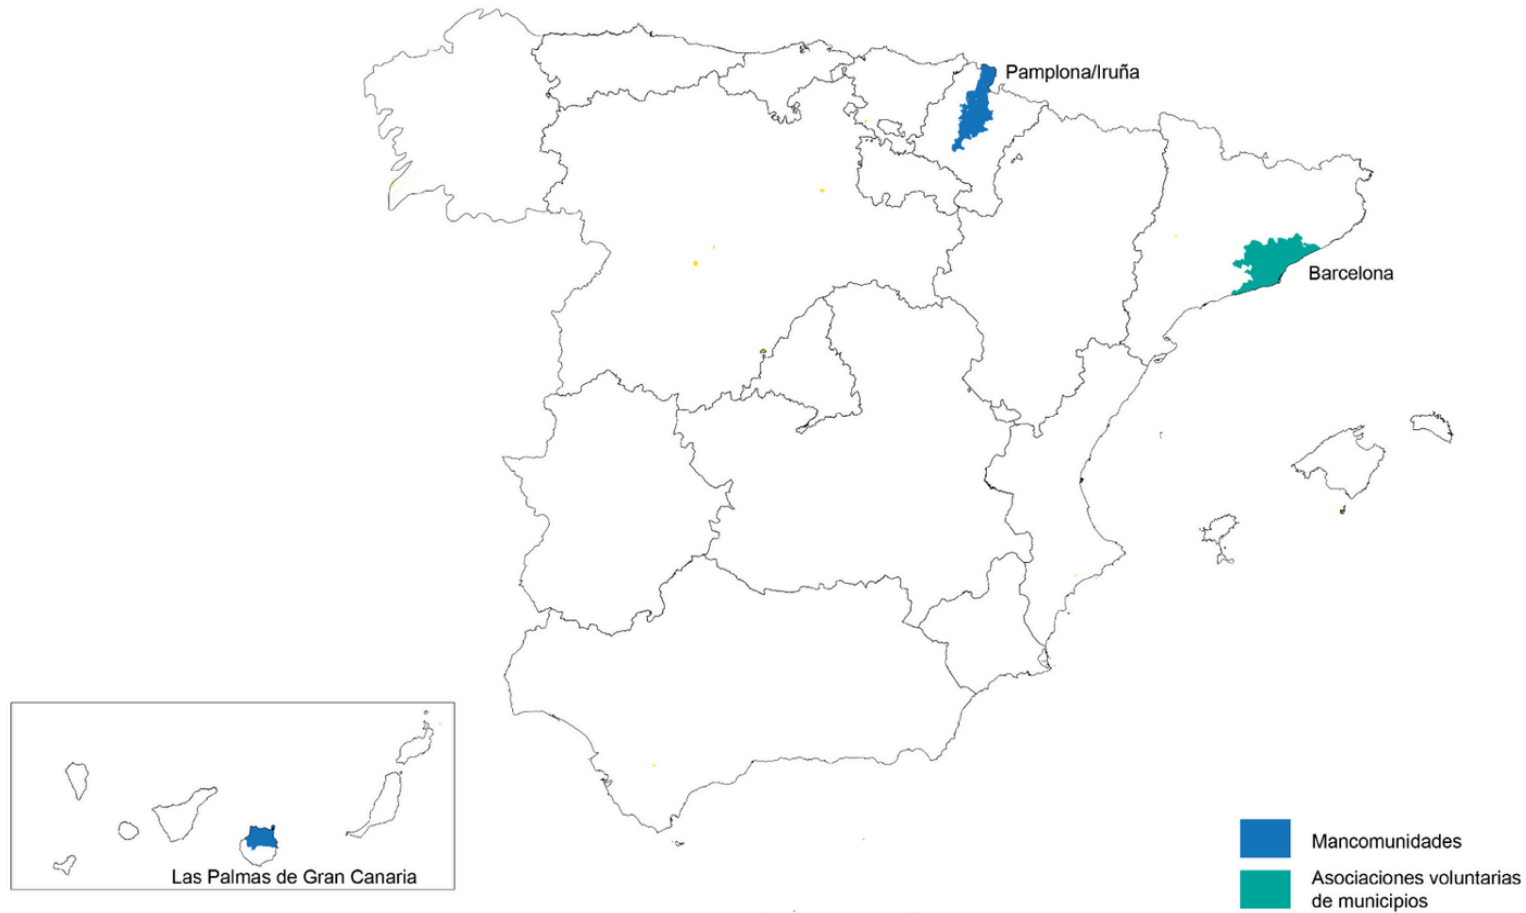 Pamplona/Iruña
Barcelona
Las Palmas de Gran Canaria
Mancomunidades
Asociaciones voluntarias
de municipios